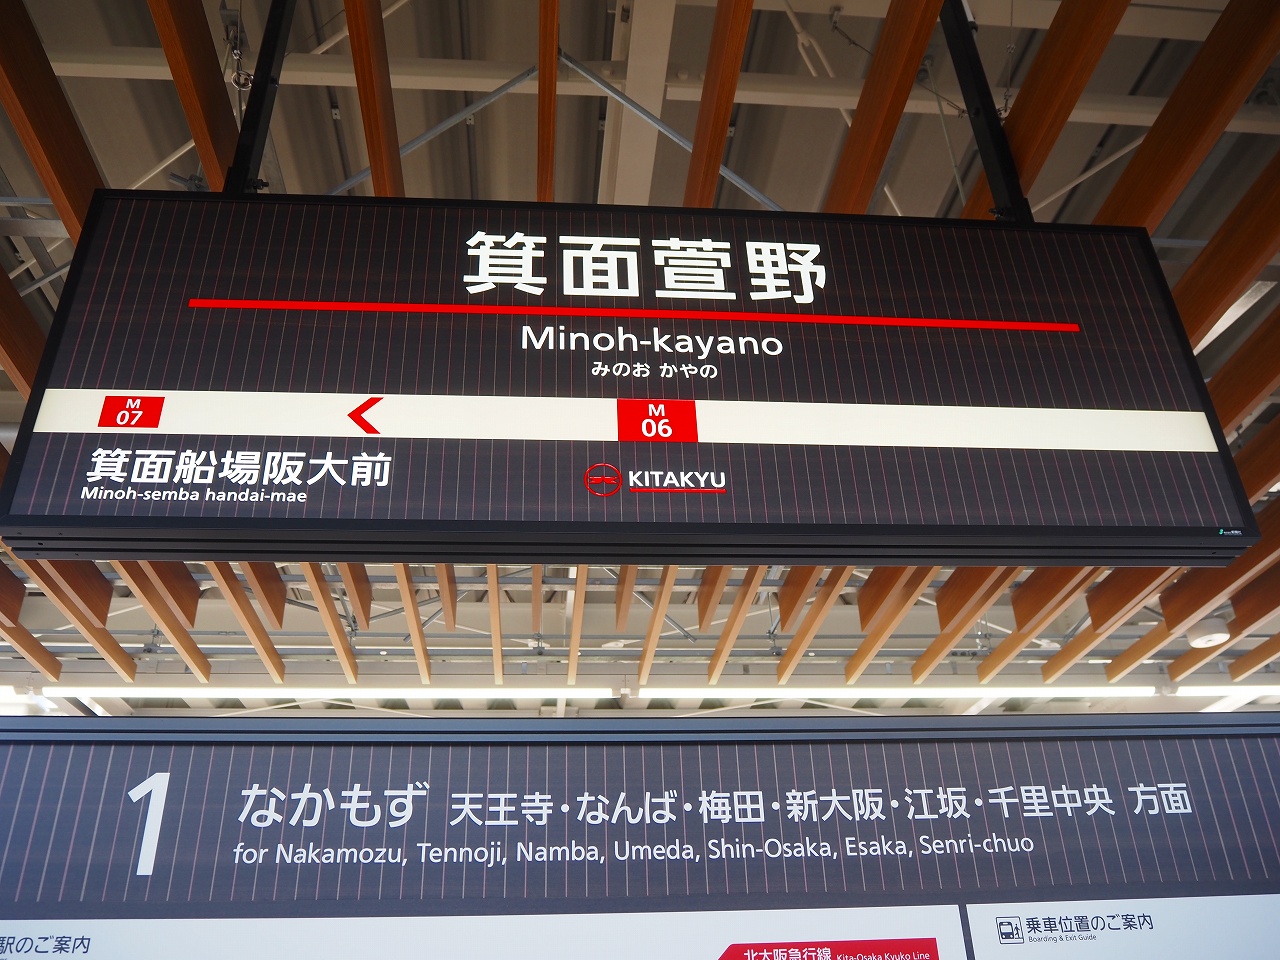 箕面萱野
Minoh-kayano
みのお かやの
M
07
M
06
箕面船場阪大前
Minoh-semba handai-mae
KITAKYU
1
なかもず 天王寺・なんば・梅田・新大阪・江坂・千里中央 方面
for Nakamozu, Tennoji, Namba, Umeda, Shin-Osaka, Esaka, Senri-chuo
駅のご案内
北大阪急行線 Kita-Osaka Kyuko Line
乗車位置のご案内
Boarding & Exit Guide